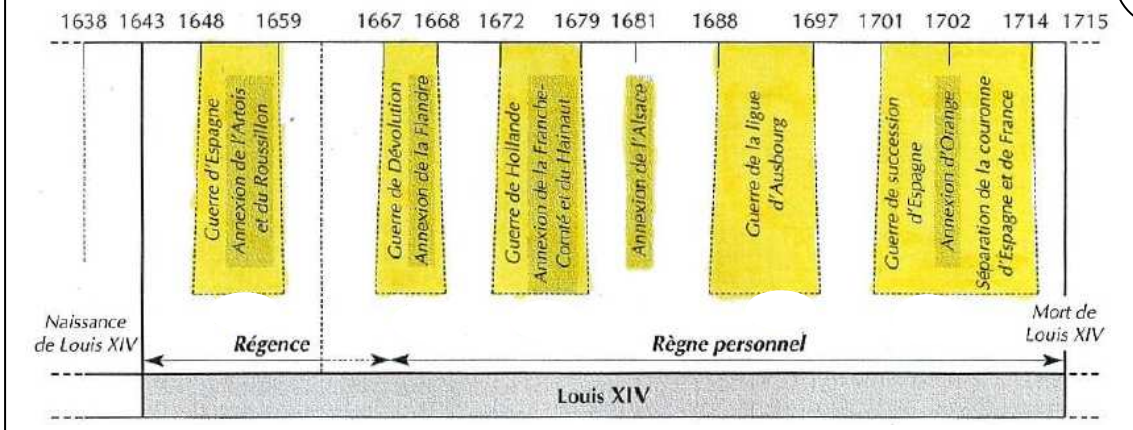 1638 1643 1648 1659 1667 1668 1672 1679 1681 1688 1697 1701 1702 1714 1715
Guerre d'Espagne
Annexion de l'Artois
et du Roussillon
Guerre de Dévolution
Annexion de la Flandre
Guerre de Hollande
Annexion de la Franche-
Comté et du Hainaut
Annexion de l'Alsace
Guerre de la ligue
d'Ausbourg
Guerre de succession
d'Espagne
Annexion d'Orange
Séparation de la couronne
d'Espagne et de France
Naissance
de Louis XIV
Régence
Règne personnel
Mort de
Louis XIV
Louis XIV